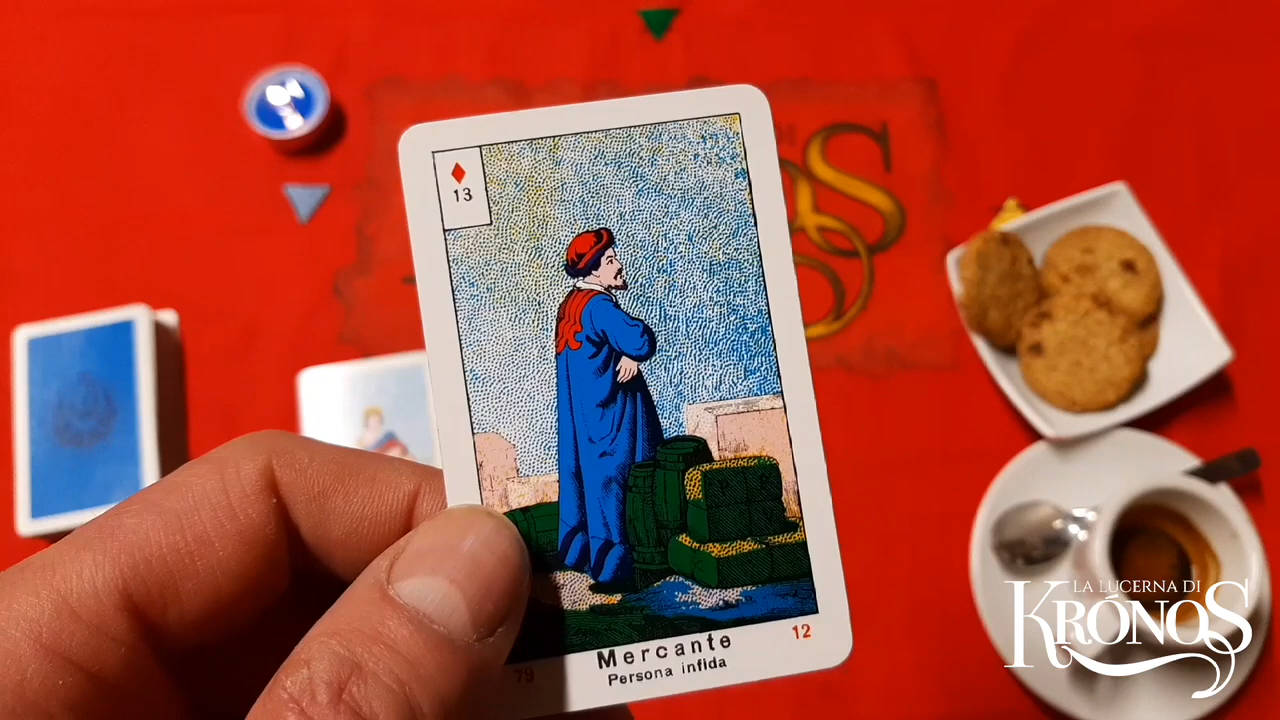 13
Mercante
12
Persona infida
79
LA LUCERNA DI
KRÓNOS